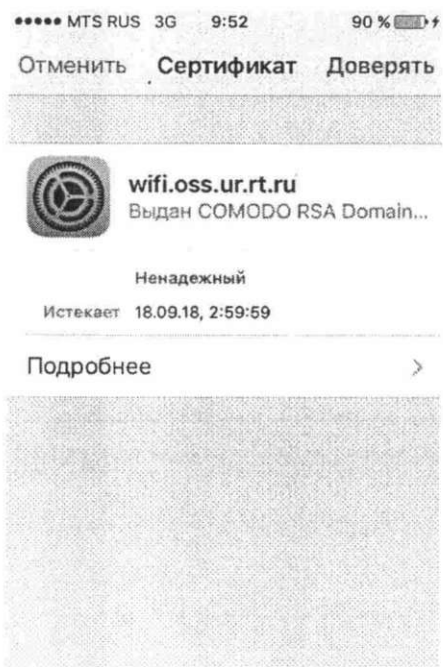 MTS RUS 3G 9:52 90 %
Отменить Сертификат Доверять
wifi.oss.ur.rt.ru
Выдан COMODO RSA Domain...
Ненадежный
Истекает 18.09.18, 2:59:59
Подробнее